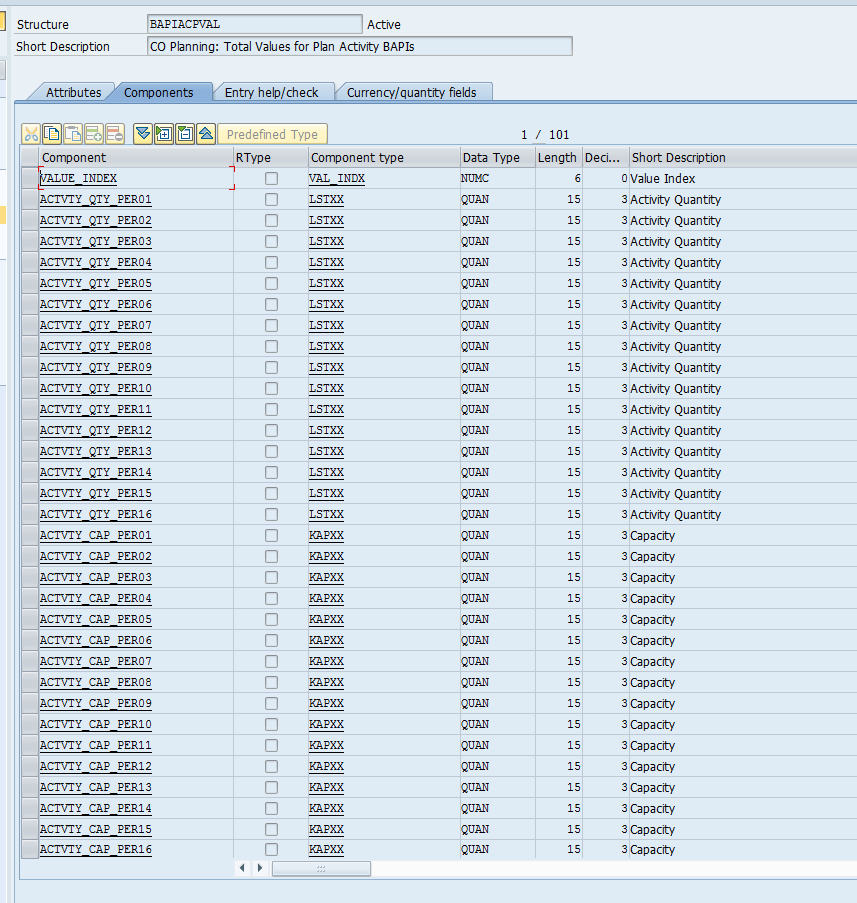 Structure BAPIACPVAL Active
Short Description CO Planning: Total Values for Plan Activity BAPIs
Attributes Components Entry help/check Currency/quantity fields
Predefined Type 1 / 101
Component RType Component type Data Type Length Deci... Short Description
VALUE_INDEX VAL_INDX NUMC 6 0 Value Index
ACTVTY_QTY_PER01 LSTXX QUAN 15 3 Activity Quantity
ACTVTY_QTY_PER02 LSTXX QUAN 15 3 Activity Quantity
ACTVTY_QTY_PER03 LSTXX QUAN 15 3 Activity Quantity
ACTVTY_QTY_PER04 LSTXX QUAN 15 3 Activity Quantity
ACTVTY_QTY_PER05 LSTXX QUAN 15 3 Activity Quantity
ACTVTY_QTY_PER06 LSTXX QUAN 15 3 Activity Quantity
ACTVTY_QTY_PER07 LSTXX QUAN 15 3 Activity Quantity
ACTVTY_QTY_PER08 LSTXX QUAN 15 3 Activity Quantity
ACTVTY_QTY_PER09 LSTXX QUAN 15 3 Activity Quantity
ACTVTY_QTY_PER10 LSTXX QUAN 15 3 Activity Quantity
ACTVTY_QTY_PER11 LSTXX QUAN 15 3 Activity Quantity
ACTVTY_QTY_PER12 LSTXX QUAN 15 3 Activity Quantity
ACTVTY_QTY_PER13 LSTXX QUAN 15 3 Activity Quantity
ACTVTY_QTY_PER14 LSTXX QUAN 15 3 Activity Quantity
ACTVTY_QTY_PER15 LSTXX QUAN 15 3 Activity Quantity
ACTVTY_QTY_PER16 LSTXX QUAN 15 3 Activity Quantity
ACTVTY_CAP_PER01 KAPXX QUAN 15 3 Capacity
ACTVTY_CAP_PER02 KAPXX QUAN 15 3 Capacity
ACTVTY_CAP_PER03 KAPXX QUAN 15 3 Capacity
ACTVTY_CAP_PER04 KAPXX QUAN 15 3 Capacity
ACTVTY_CAP_PER05 KAPXX QUAN 15 3 Capacity
ACTVTY_CAP_PER06 KAPXX QUAN 15 3 Capacity
ACTVTY_CAP_PER07 KAPXX QUAN 15 3 Capacity
ACTVTY_CAP_PER08 KAPXX QUAN 15 3 Capacity
ACTVTY_CAP_PER09 KAPXX QUAN 15 3 Capacity
ACTVTY_CAP_PER10 KAPXX QUAN 15 3 Capacity
ACTVTY_CAP_PER11 KAPXX QUAN 15 3 Capacity
ACTVTY_CAP_PER12 KAPXX QUAN 15 3 Capacity
ACTVTY_CAP_PER13 KAPXX QUAN 15 3 Capacity
ACTVTY_CAP_PER14 KAPXX QUAN 15 3 Capacity
ACTVTY_CAP_PER15 KAPXX QUAN 15 3 Capacity
ACTVTY_CAP_PER16 KAPXX QUAN 15 3 Capacity